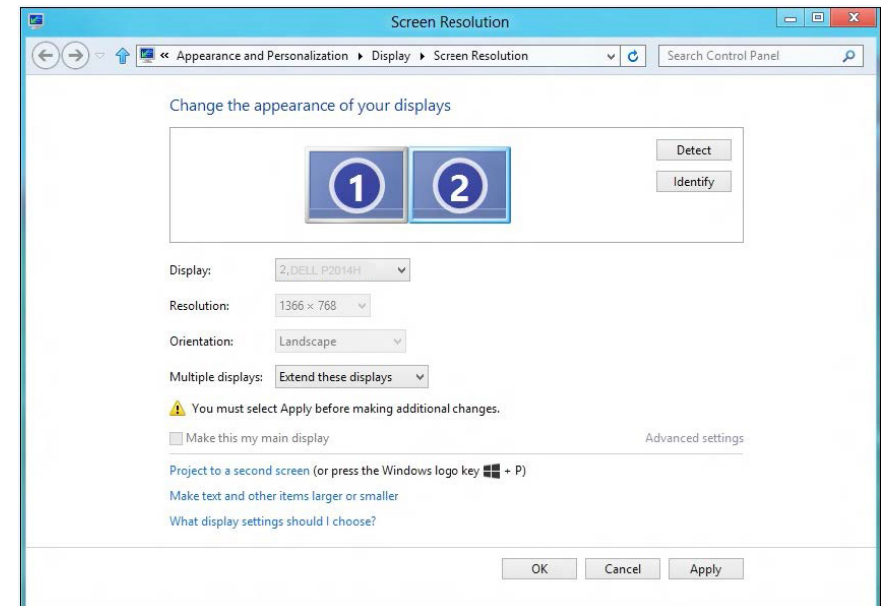 Screen Resolution
« Appearance and Personalization ▸ Display ▸ Screen Resolution
Search Control Panel
Change the appearance of your displays
1 2
Detect
Identify
Display: 2,DELL P2014H
Resolution: 1366 × 768
Orientation: Landscape
Multiple displays: Extend these displays
You must select Apply before making additional changes.
Make this my main display Advanced settings
Project to a second screen (or press the Windows logo key + P)
Make text and other items larger or smaller
What display settings should I choose?
OK Cancel Apply